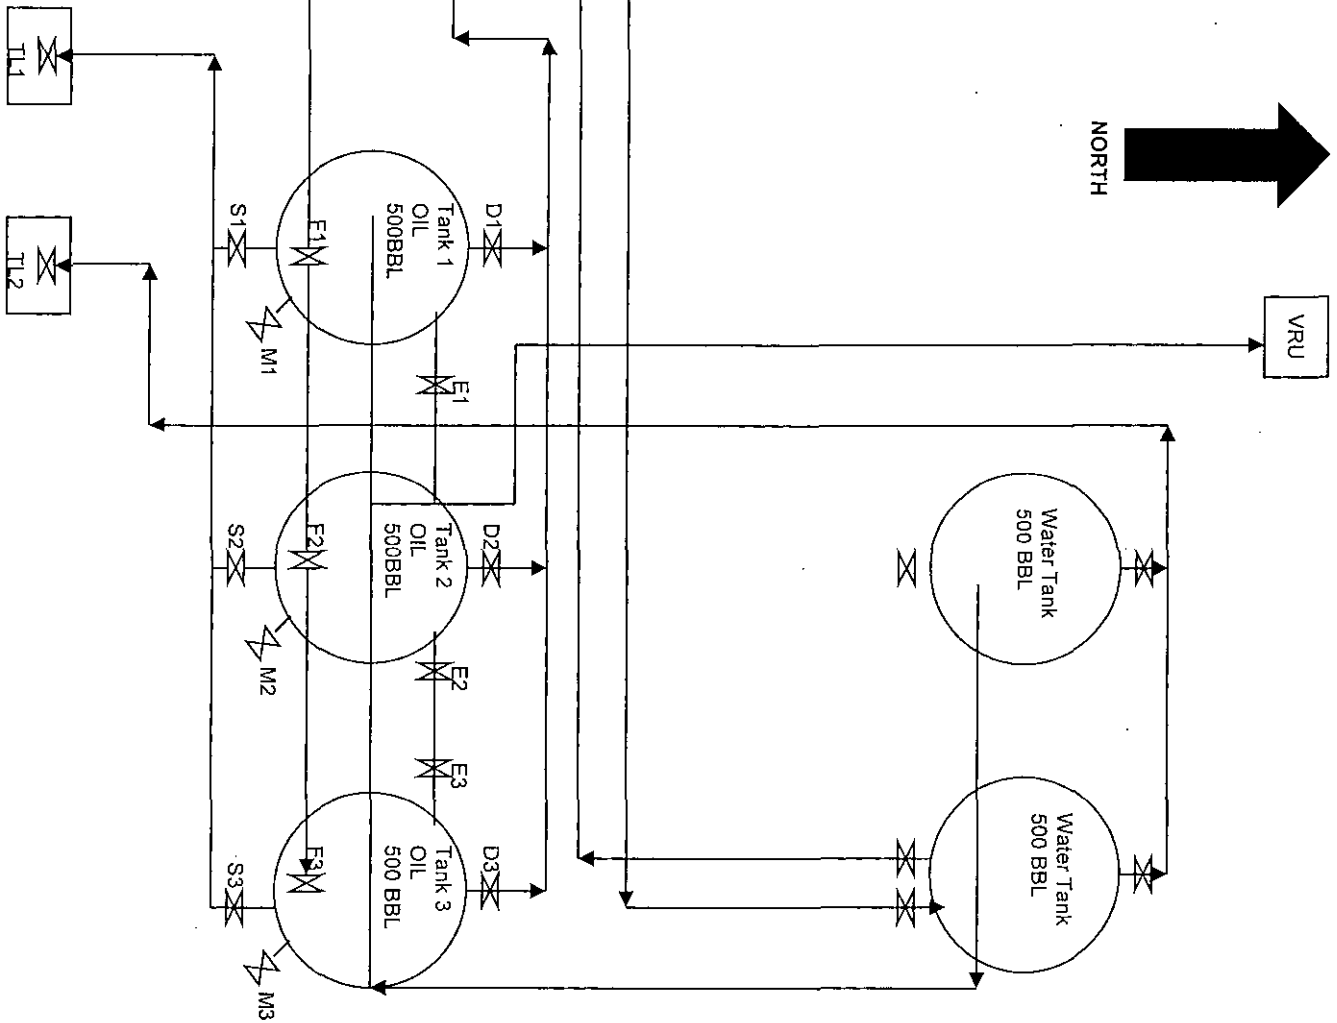 VRU
NORTH
Water Tank
500 BBL
Water Tank
500 BBL
D1
D2
D3
E1
E2
E3
Tank 1
OIL
500BBL
Tank 2
OIL
500BBL
Tank 3
OIL
500 BBL
F1
F2
F3
M1
M2
M3
S1
S2
S3
TL1
TL2